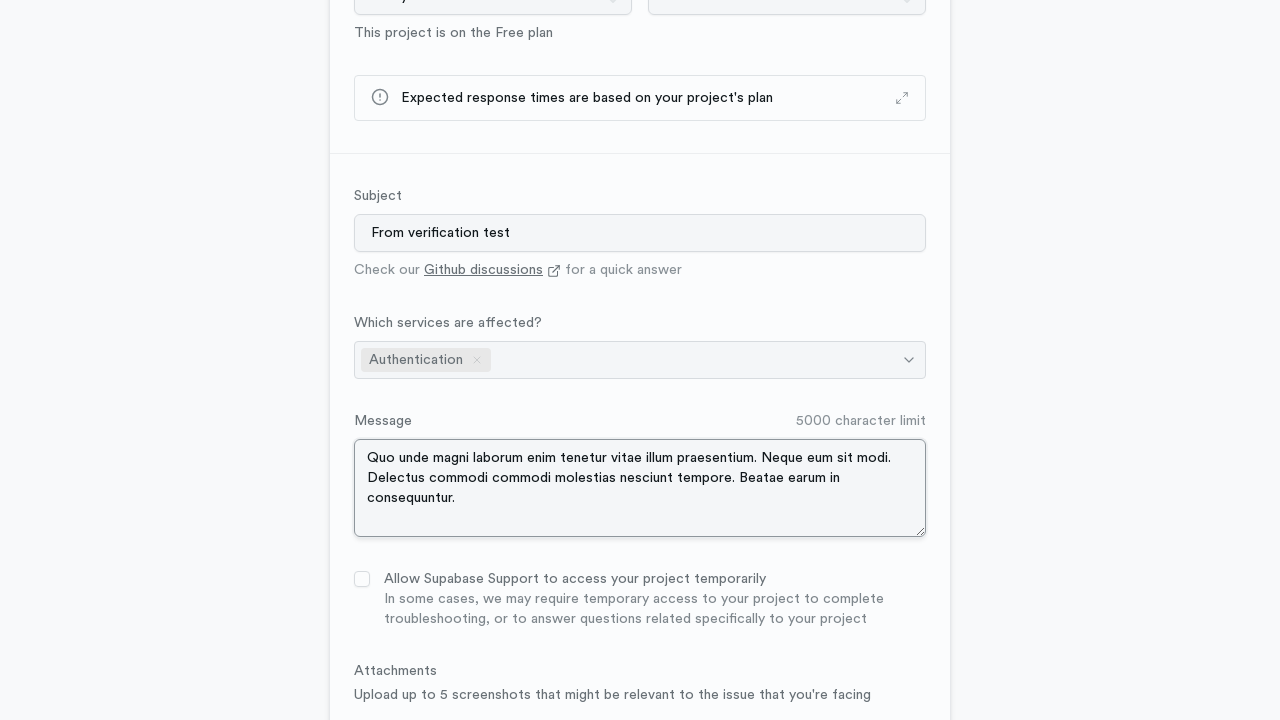 This project is on the Free plan
Expected response times are based on your project's plan
Subject
From verification test
Check our Github discussions for a quick answer
Which services are affected?
Authentication
Message
5000 character limit
Quo unde magni laborum enim tenetur vitae illum praesentium. Neque eum sit modi.
Delectus commodi commodi molestias nesciunt tempore. Beatae earum in
consequuntur.
Allow Supabase Support to access your project temporarily
In some cases, we may require temporary access to your project to complete
troubleshooting, or to answer questions related specifically to your project
Attachments
Upload up to 5 screenshots that might be relevant to the issue that you're facing